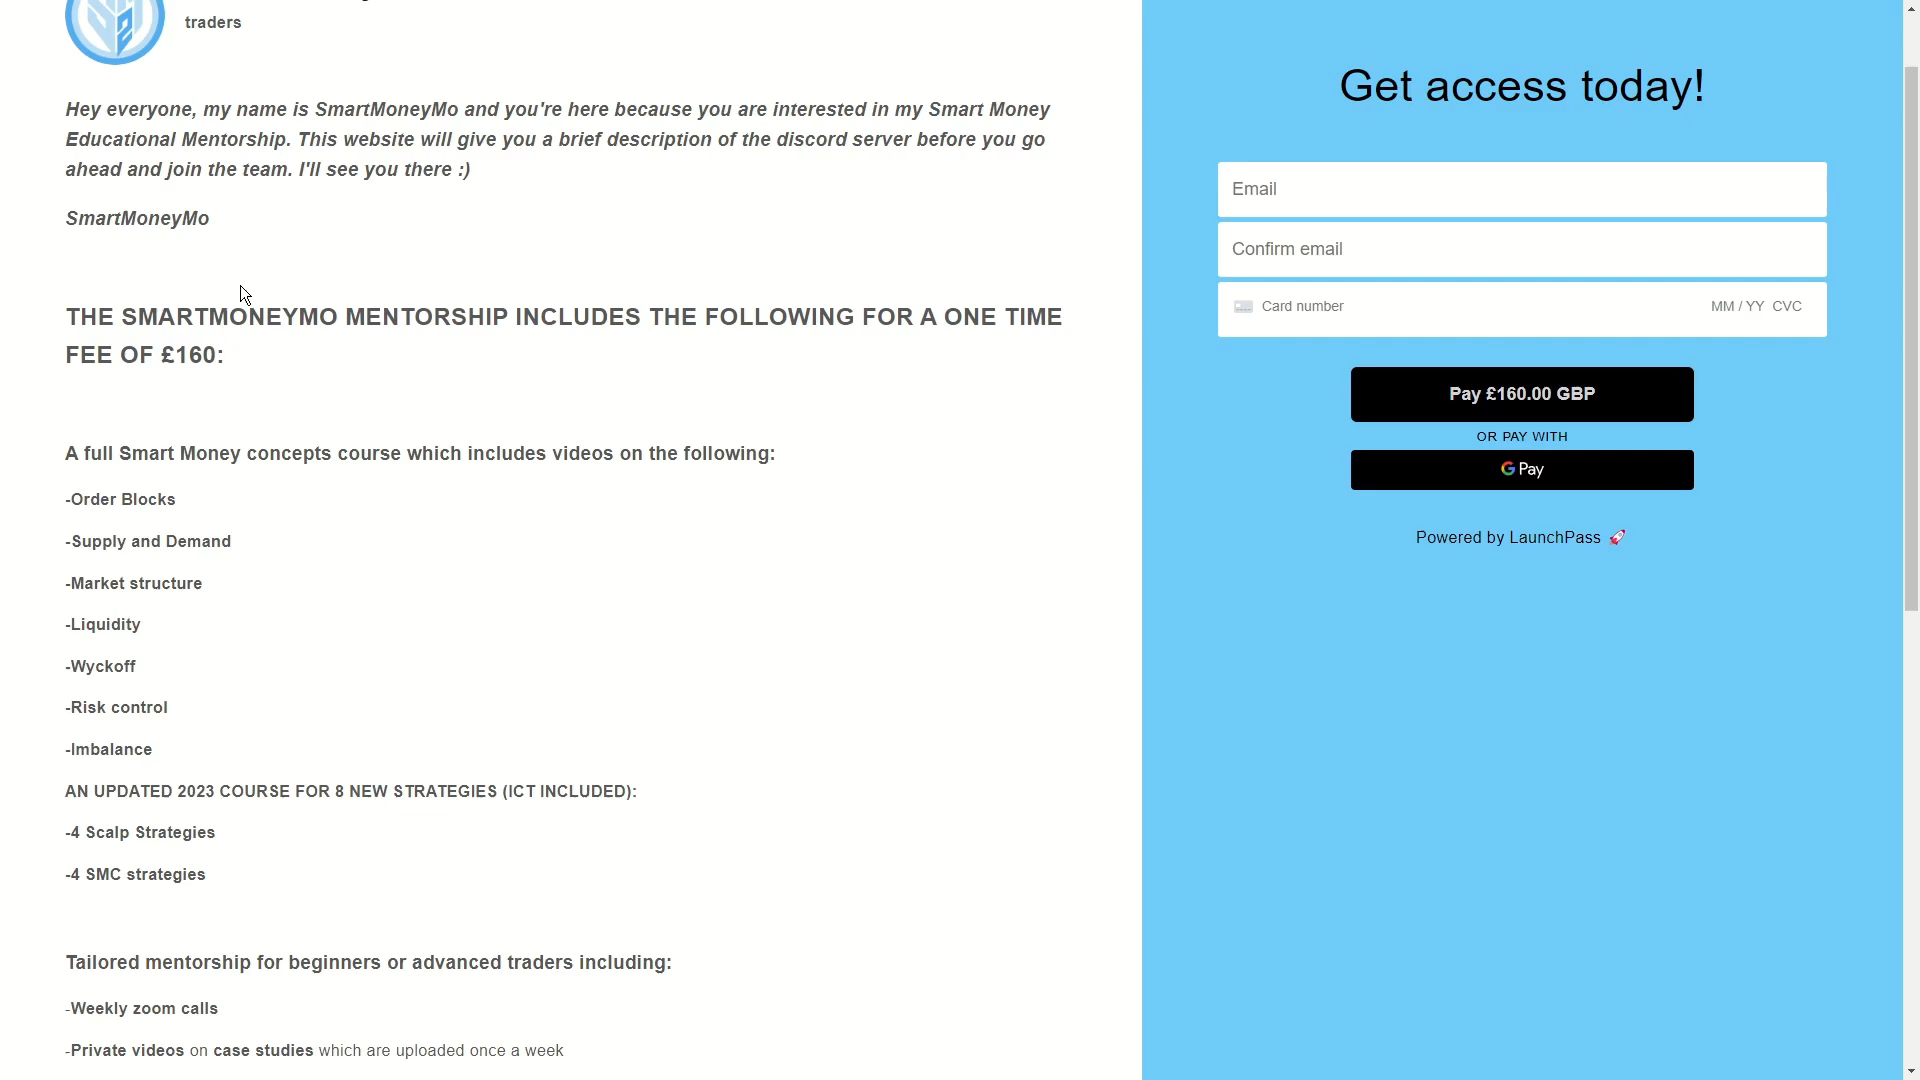 traders
Hey everyone, my name is SmartMoneyMo and you're here because you are interested in my Smart Money
Educational Mentorship. This website will give you a brief description of the discord server before you go
ahead and join the team. I'll see you there :)
SmartMoneyMo
THE SMARTMONEYMO MENTORSHIP INCLUDES THE FOLLOWING FOR A ONE TIME
FEE OF £160:
A full Smart Money concepts course which includes videos on the following:
-Order Blocks
-Supply and Demand
-Market structure
-Liquidity
-Wyckoff
-Risk control
-Imbalance
AN UPDATED 2023 COURSE FOR 8 NEW STRATEGIES (ICT INCLUDED):
-4 Scalp Strategies
-4 SMC strategies
Tailored mentorship for beginners or advanced traders including:
-Weekly zoom calls
-Private videos on case studies which are uploaded once a week
Get access today!
Email
Confirm email
Card number MM / YY CVC
Pay £160.00 GBP
OR PAY WITH
G Pay
Powered by LaunchPass 🚀